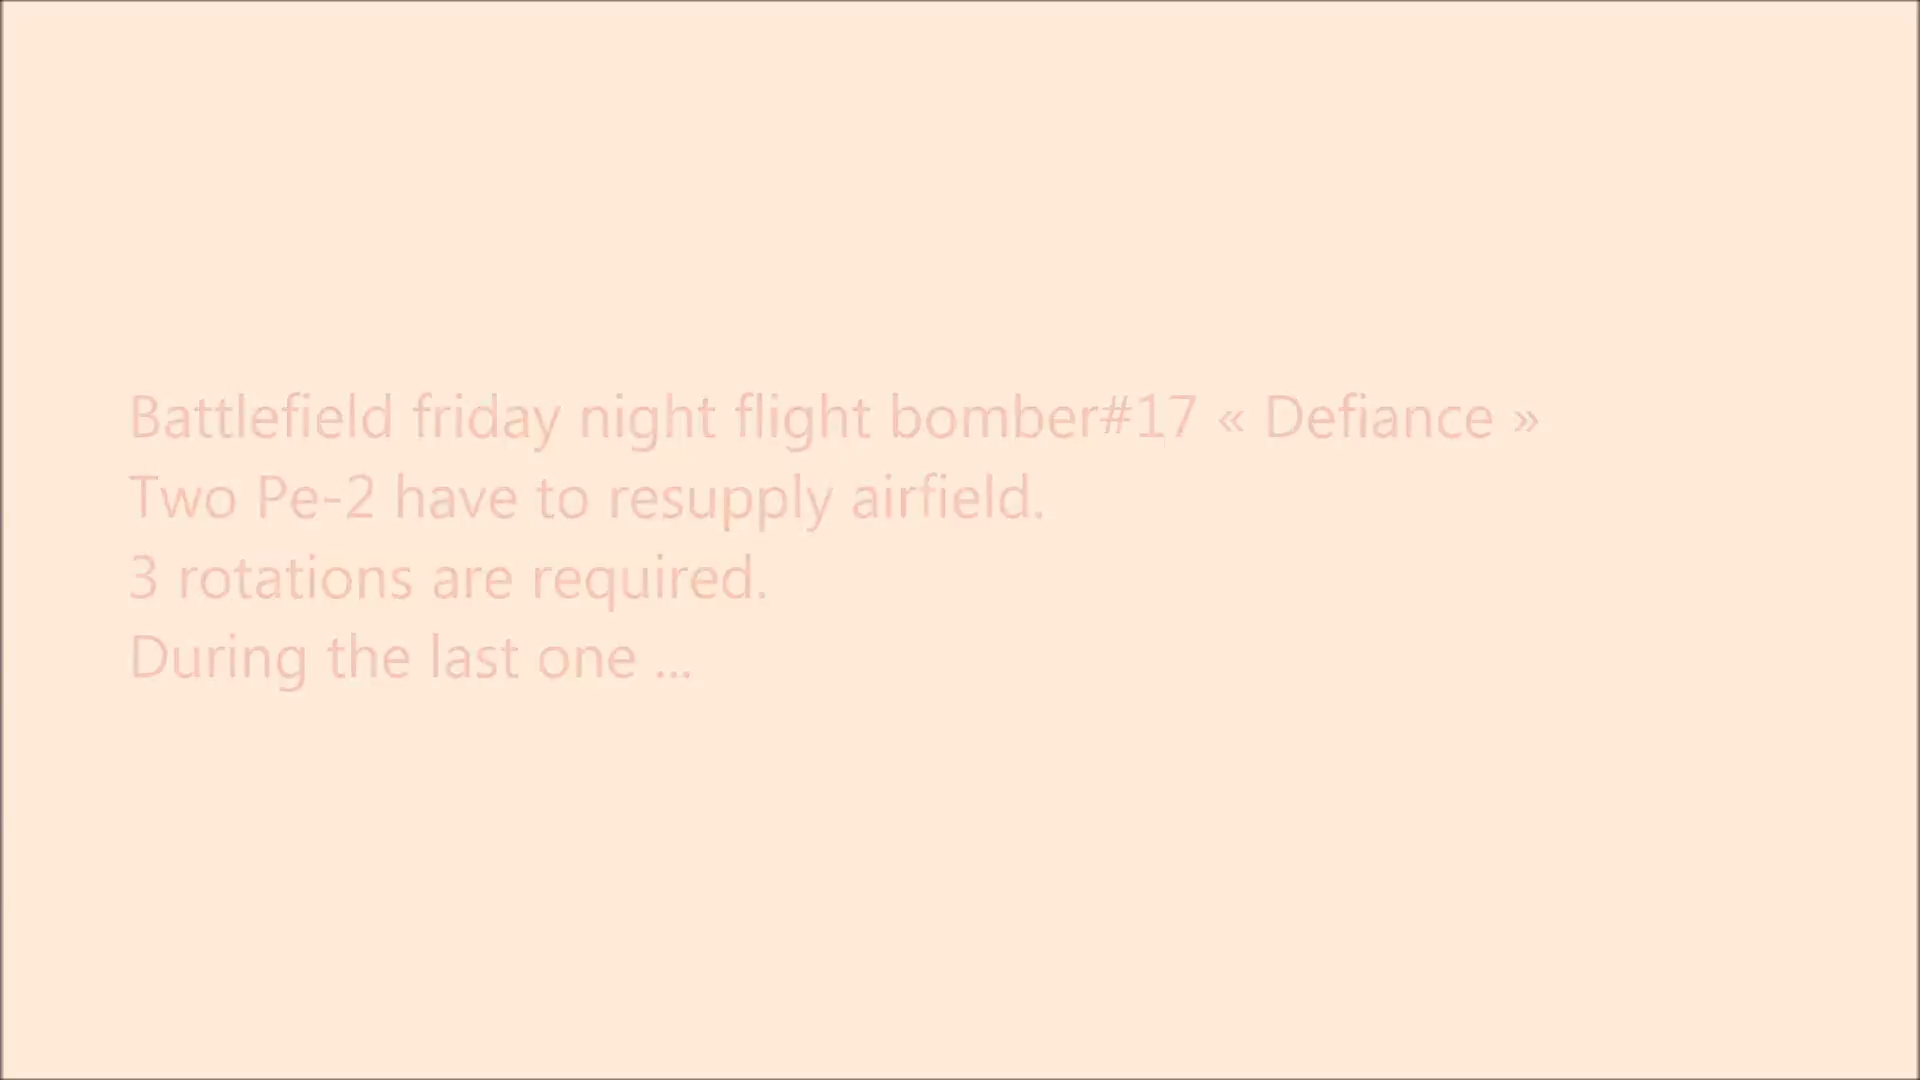 Battlefield friday night flight bomber#17 « Defiance »
Two Pe-2 have to resupply airfield.
3 rotations are required.
During the last one ...